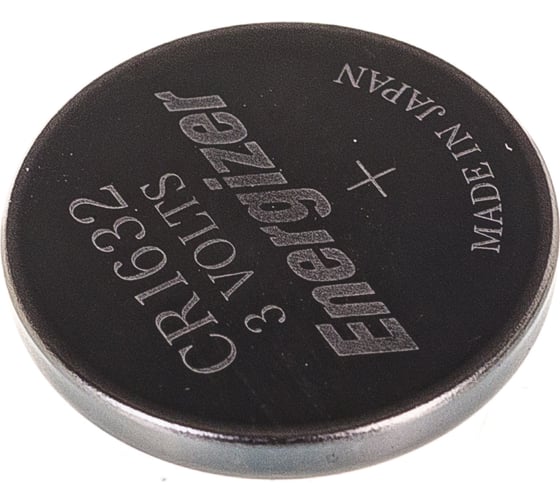 CR1632
3 VOLTS
Energizer
+
MADE IN JAPAN